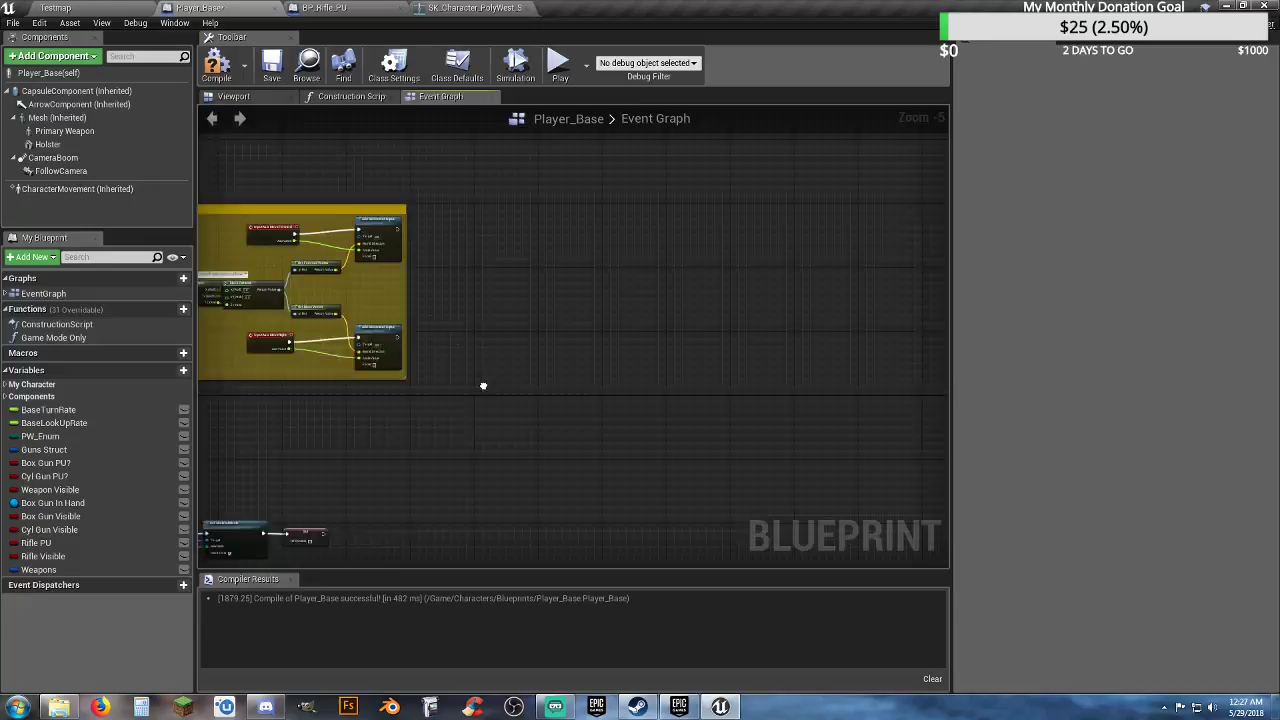 Testmap
Player_Base*
BP_Rifle_PU
SK_Character_PolyWest_S
My Monthly Donation Goal
$25 (2.50%)
$0
2 DAYS TO GO
$1000
File
Edit
Asset
View
Debug
Window
Help
Components
Toolbar
+ Add Component
Search
Player_Base(self)
CapsuleComponent (Inherited)
ArrowComponent (Inherited)
Mesh (Inherited)
Primary Weapon
Holster
CameraBoom
FollowCamera
CharacterMovement (Inherited)
Compile
Save
Browse
Find
Class Settings
Class Defaults
Simulation
Play
No debug object selected
Debug Filter
Viewport
Construction Scrip
Event Graph
Player_Base > Event Graph
Zoom -5
My Blueprint
+ Add New
Search
Graphs
EventGraph
Functions (31 Overridable)
ConstructionScript
Game Mode Only
Macros
Variables
My Character
Components
BaseTurnRate
BaseLookUpRate
PW_Enum
Guns Struct
Box Gun PU?
Cyl Gun PU?
Weapon Visible
Box Gun In Hand
Box Gun Visible
Cyl Gun Visible
Rifle PU
Rifle Visible
Weapons
Event Dispatchers
BLUEPRINT
Compiler Results
[1879.25] Compile of Player_Base successful! [in 482 ms] (/Game/Characters/Blueprints/Player_Base.Player_Base)
Clear
12:27 AM
5/29/2018